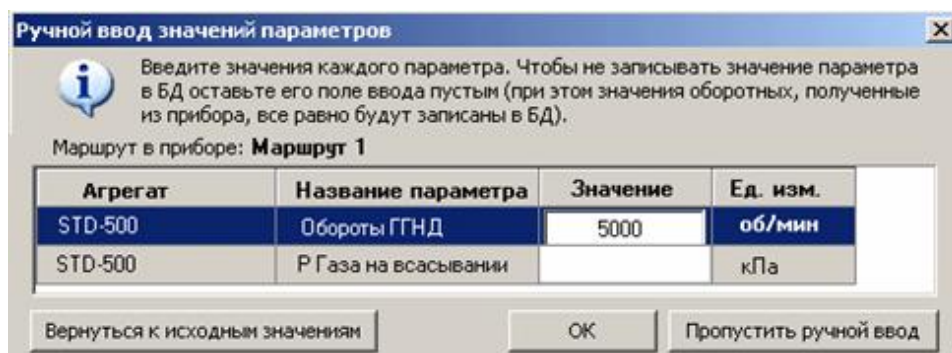 Ручной ввод значений параметров
Введите значения каждого параметра. Чтобы не записывать значение параметра
в БД оставьте его поле ввода пустым (при этом значения оборотных, полученные
из прибора, все равно будут записаны в БД).
Маршрут в приборе: Маршрут 1
Агрегат Название параметра Значение Ед. изм.
STD-500 Обороты ГГНД 5000 об/мин
STD-500 Р Газа на всасывании кПа
Вернуться к исходным значениям ОК Пропустить ручной ввод